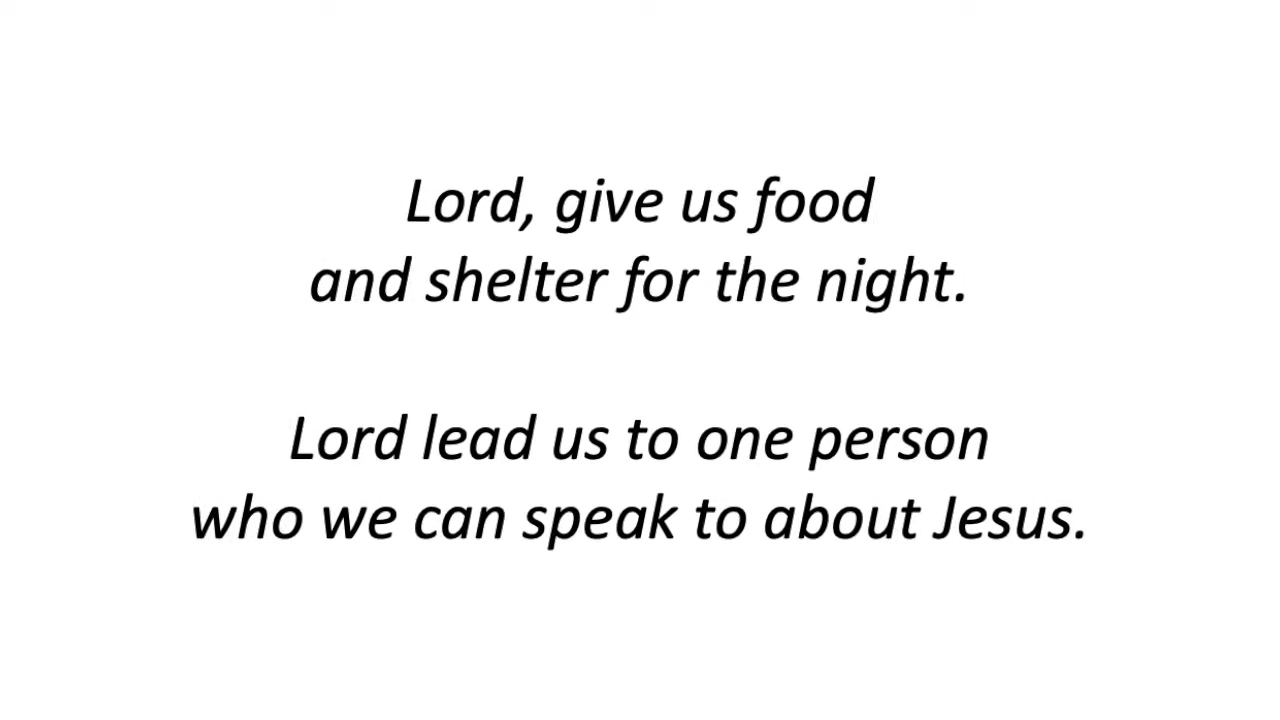 Lord, give us food
and shelter for the night.
Lord lead us to one person
who we can speak to about Jesus.